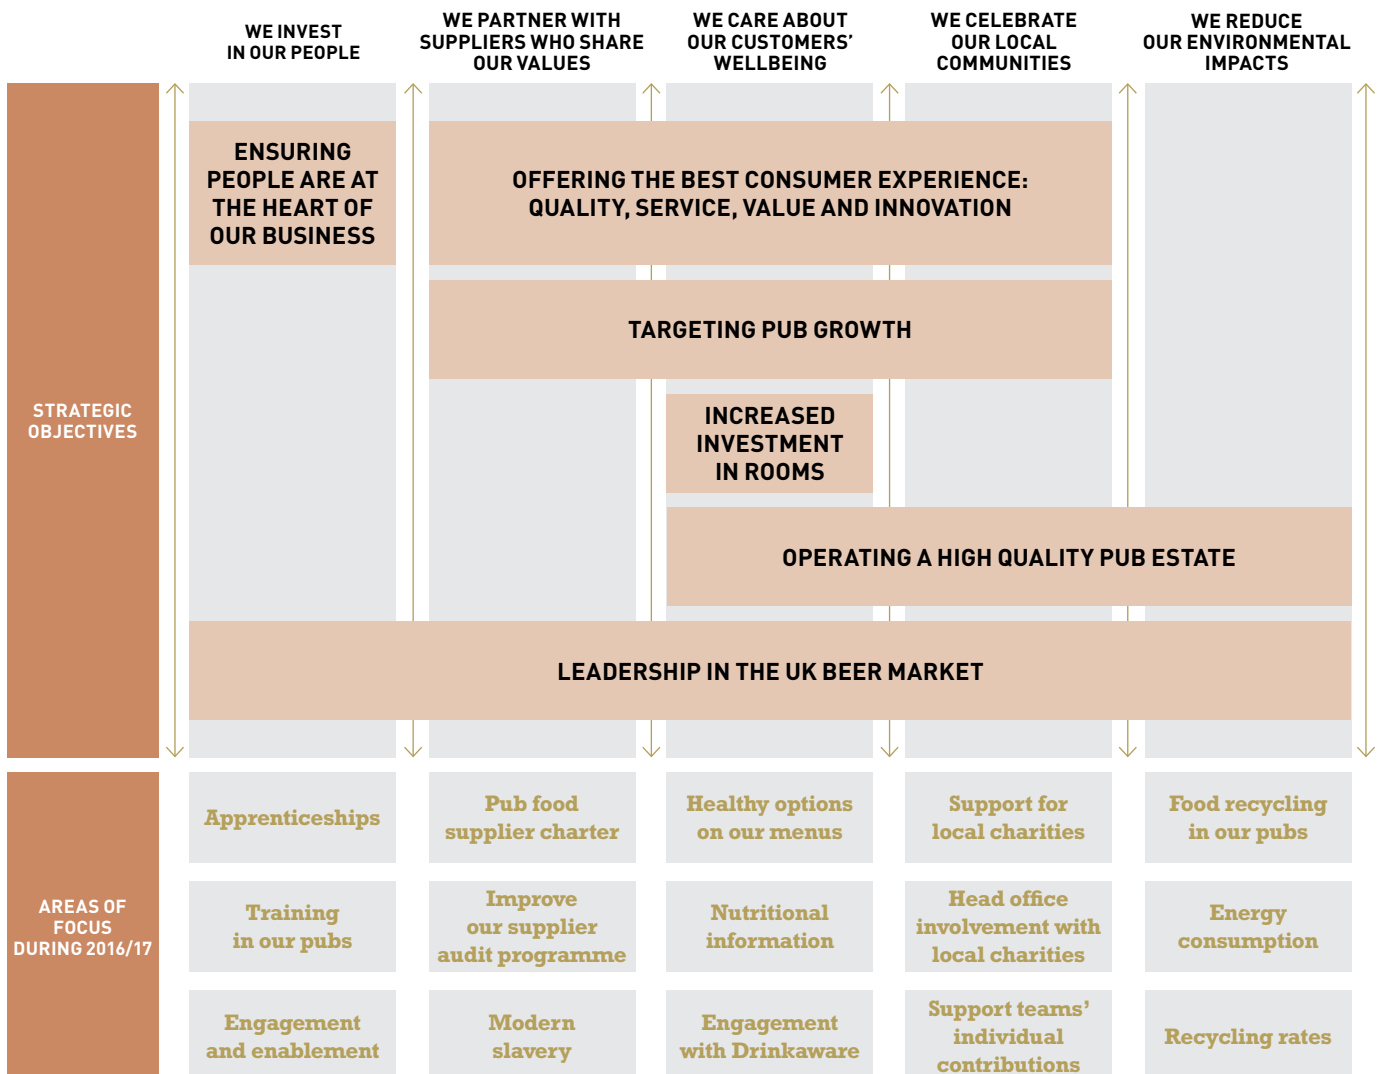 WE INVEST
IN OUR PEOPLE
WE PARTNER WITH
SUPPLIERS WHO SHARE
OUR VALUES
WE CARE ABOUT
OUR CUSTOMERS’
WELLBEING
WE CELEBRATE
OUR LOCAL
COMMUNITIES
WE REDUCE
OUR ENVIRONMENTAL
IMPACTS
STRATEGIC
OBJECTIVES
ENSURING
PEOPLE ARE AT
THE HEART OF
OUR BUSINESS
OFFERING THE BEST CONSUMER EXPERIENCE:
QUALITY, SERVICE, VALUE AND INNOVATION
TARGETING PUB GROWTH
INCREASED
INVESTMENT
IN ROOMS
OPERATING A HIGH QUALITY PUB ESTATE
LEADERSHIP IN THE UK BEER MARKET
AREAS OF
FOCUS
DURING 2016/17
Apprenticeships
Pub food
supplier charter
Healthy options
on our menus
Support for
local charities
Food recycling
in our pubs
Training
in our pubs
Improve
our supplier
audit programme
Nutritional
information
Head office
involvement with
local charities
Energy
consumption
Engagement
and enablement
Modern
slavery
Engagement
with Drinkaware
Support teams’
individual
contributions
Recycling rates